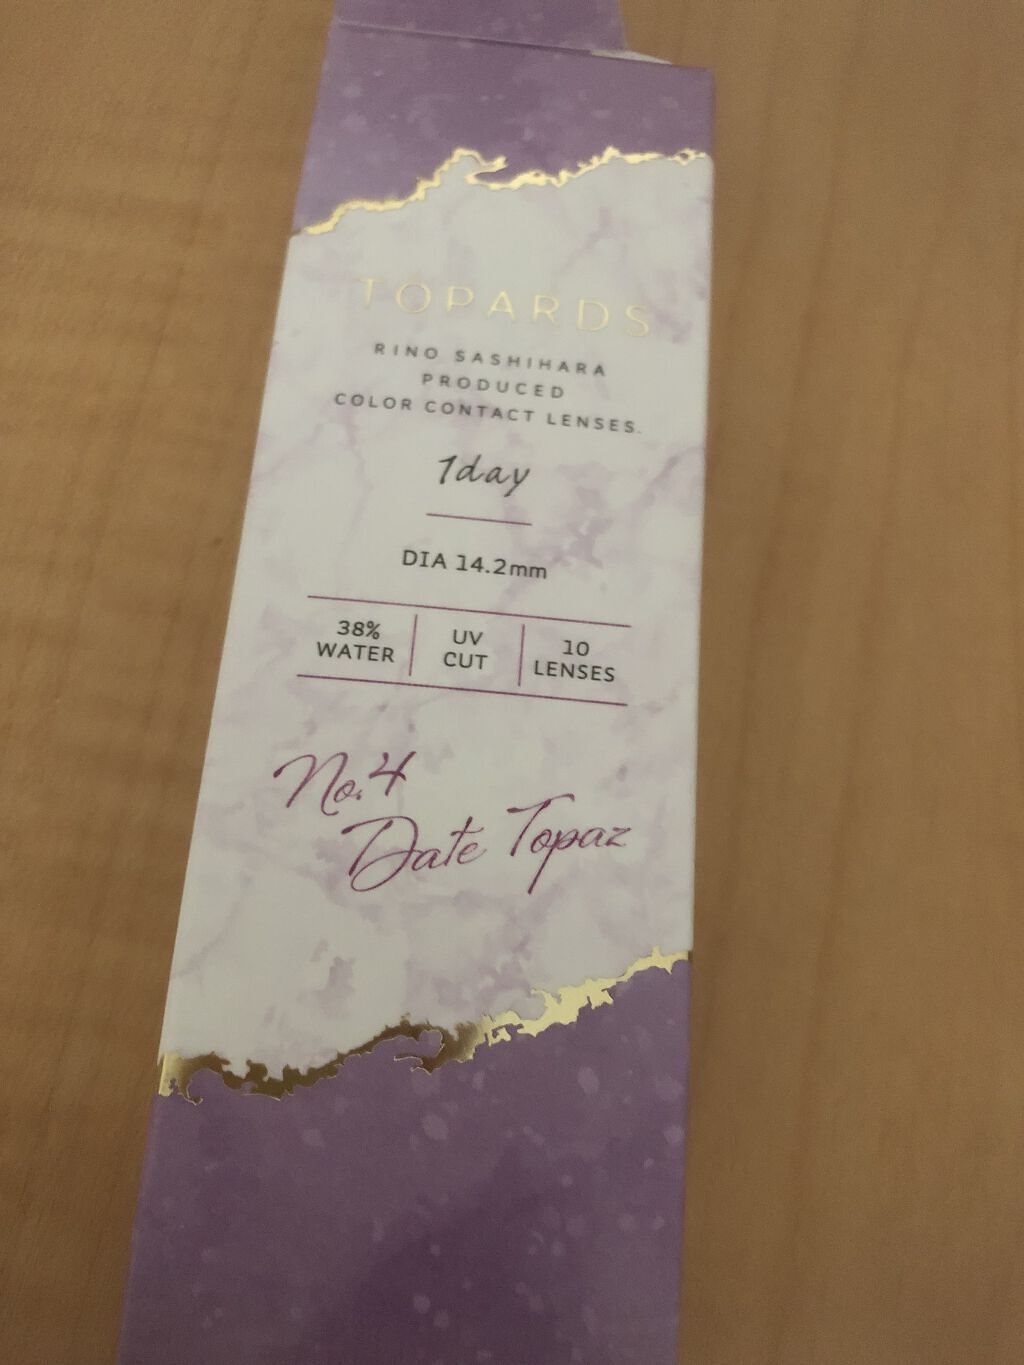 TOPARDS
RINO SASHIHARA
PRODUCED
COLOR CONTACT LENSES.
1day
DIA 14.2mm
38% WATER
UV CUT
10 LENSES
No.4
Date Topaz